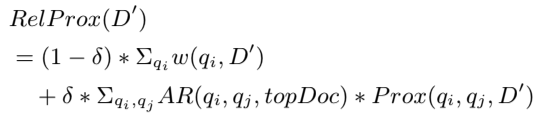 RelProx(D′)
= (1 − δ) ∗ Σ_{q_i} w(q_i, D′)
+ δ ∗ Σ_{q_i,q_j} AR(q_i, q_j, topDoc) ∗ Prox(q_i, q_j, D′)